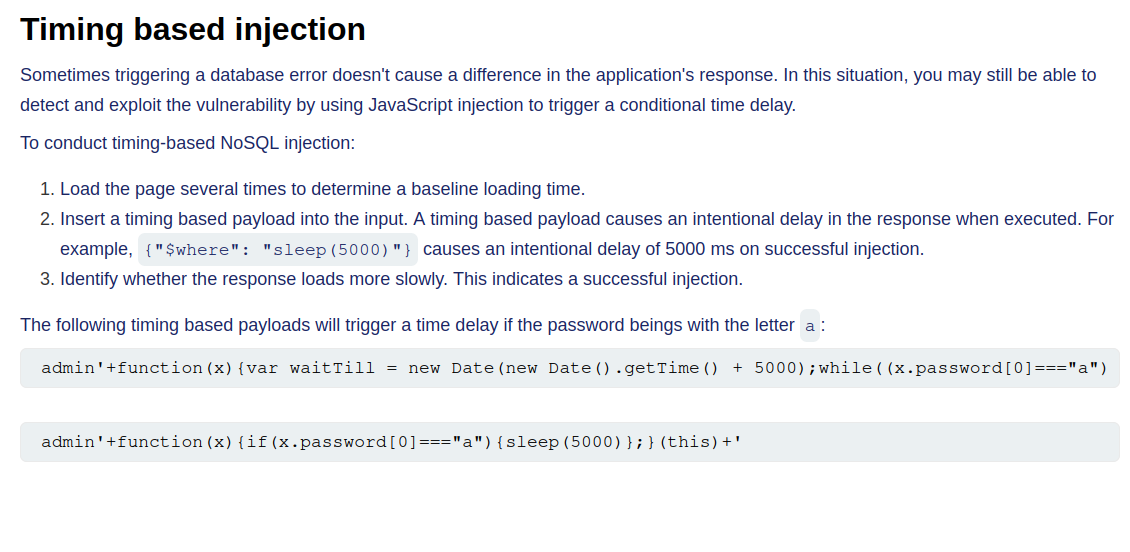 Timing based injection
Sometimes triggering a database error doesn't cause a difference in the application's response. In this situation, you may still be able to
detect and exploit the vulnerability by using JavaScript injection to trigger a conditional time delay.
To conduct timing-based NoSQL injection:
1. Load the page several times to determine a baseline loading time.
2. Insert a timing based payload into the input. A timing based payload causes an intentional delay in the response when executed. For
example, {"$where": "sleep(5000)"} causes an intentional delay of 5000 ms on successful injection.
3. Identify whether the response loads more slowly. This indicates a successful injection.
The following timing based payloads will trigger a time delay if the password beings with the letter a:
admin'+function(x){var waitTill = new Date(new Date().getTime() + 5000);while((x.password[0]==="a")
admin'+function(x){if(x.password[0]==="a"){sleep(5000)};}(this)+'